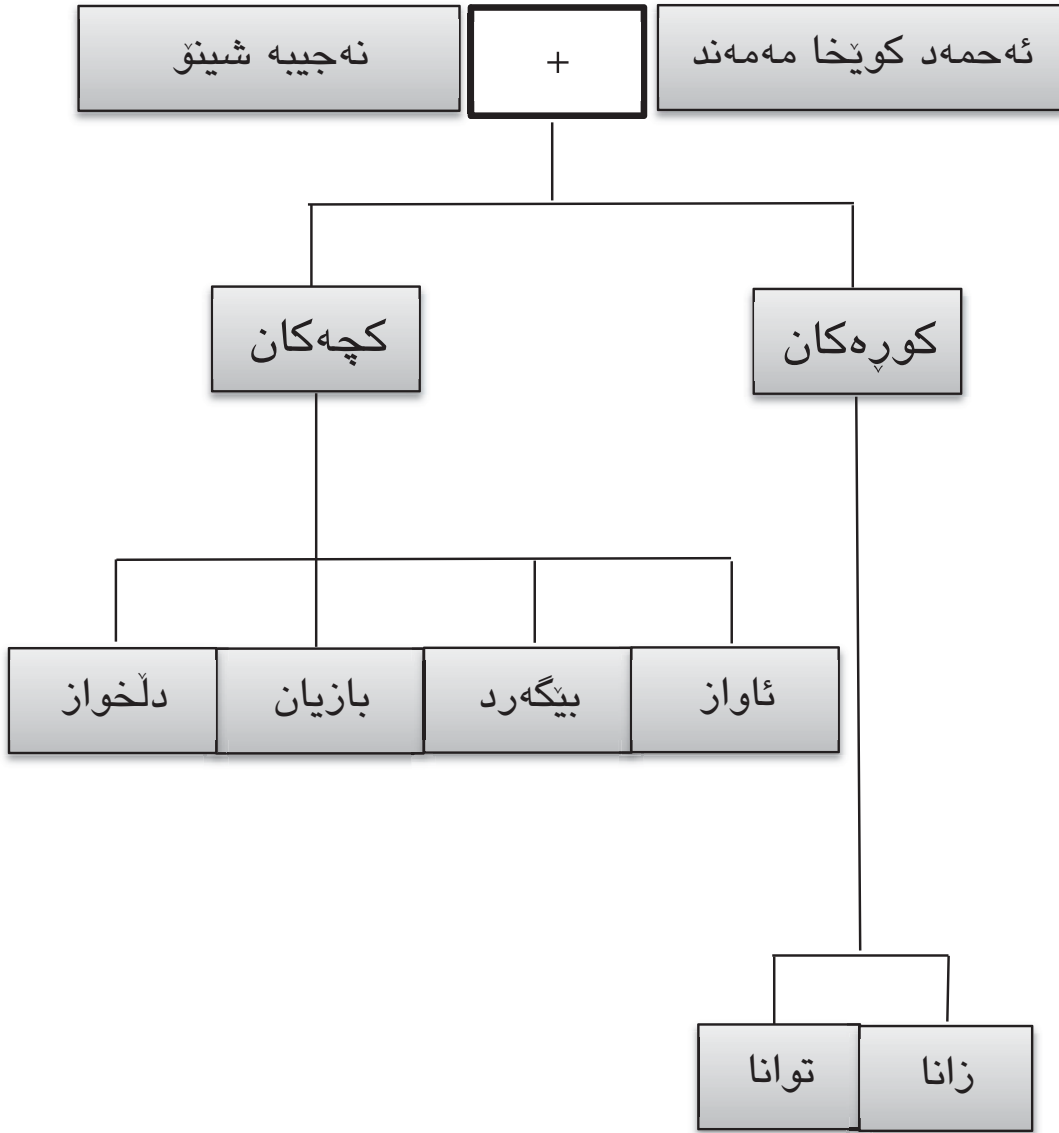 ئەحمەد کوێخا مەمەند
+
نەجیبە شینۆ
کوڕەکان
کچەکان
ئاواز
بێگەرد
بازیان
دڵخواز
زانا
توانا